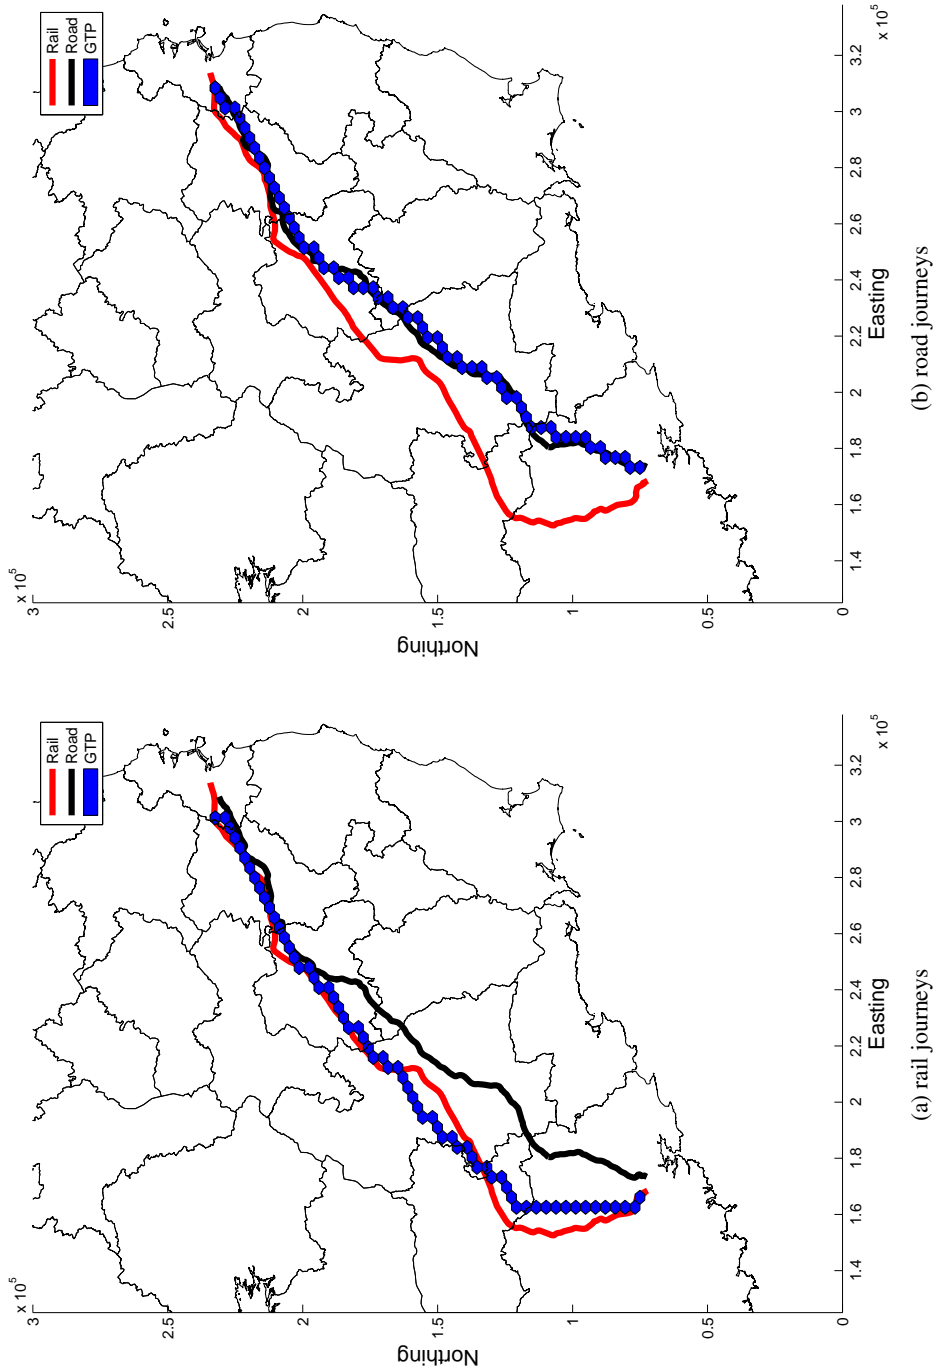 x 10^5
3
2.5
2
1.5
1
0.5
0
Northing
1.4
1.6
1.8
2
2.2
2.4
2.6
2.8
3
3.2
x 10^5
Easting
Rail
Road
GTP
(a) rail journeys
x 10^5
3
2.5
2
1.5
1
0.5
0
Northing
1.4
1.6
1.8
2
2.2
2.4
2.6
2.8
3
3.2
x 10^5
Easting
Rail
Road
GTP
(b) road journeys